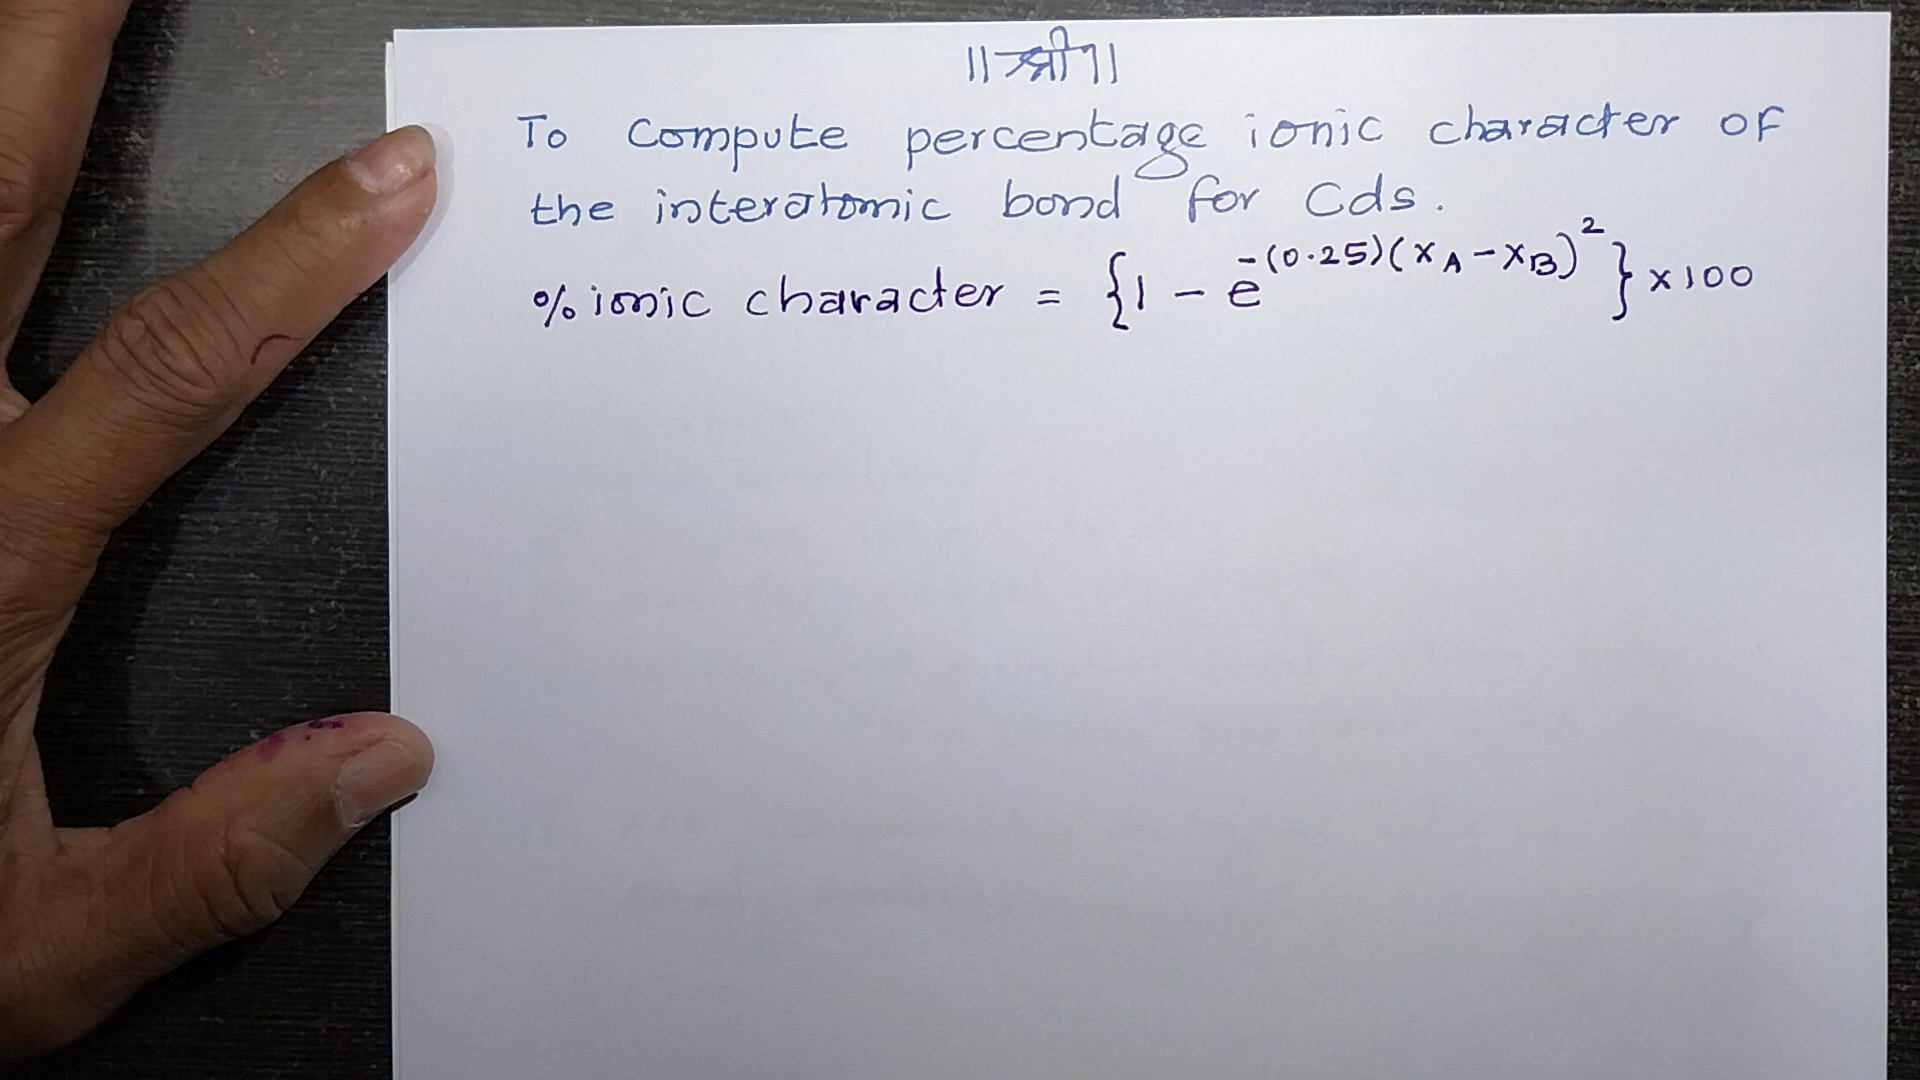 ॥श्री॥
To Compute percentage ionic character of
the interatomic bond for Cds.
% ionic character = {1 - e^-(0.25)(xA-xB)^2} x 100